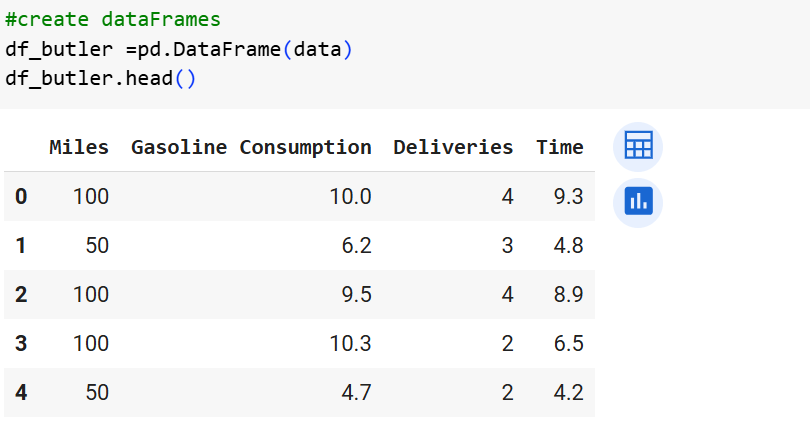 #create dataFrames
df_butler =pd.DataFrame(data)
df_butler.head()
Miles Gasoline Consumption Deliveries Time
0 100 10.0 4 9.3
1 50 6.2 3 4.8
2 100 9.5 4 8.9
3 100 10.3 2 6.5
4 50 4.7 2 4.2